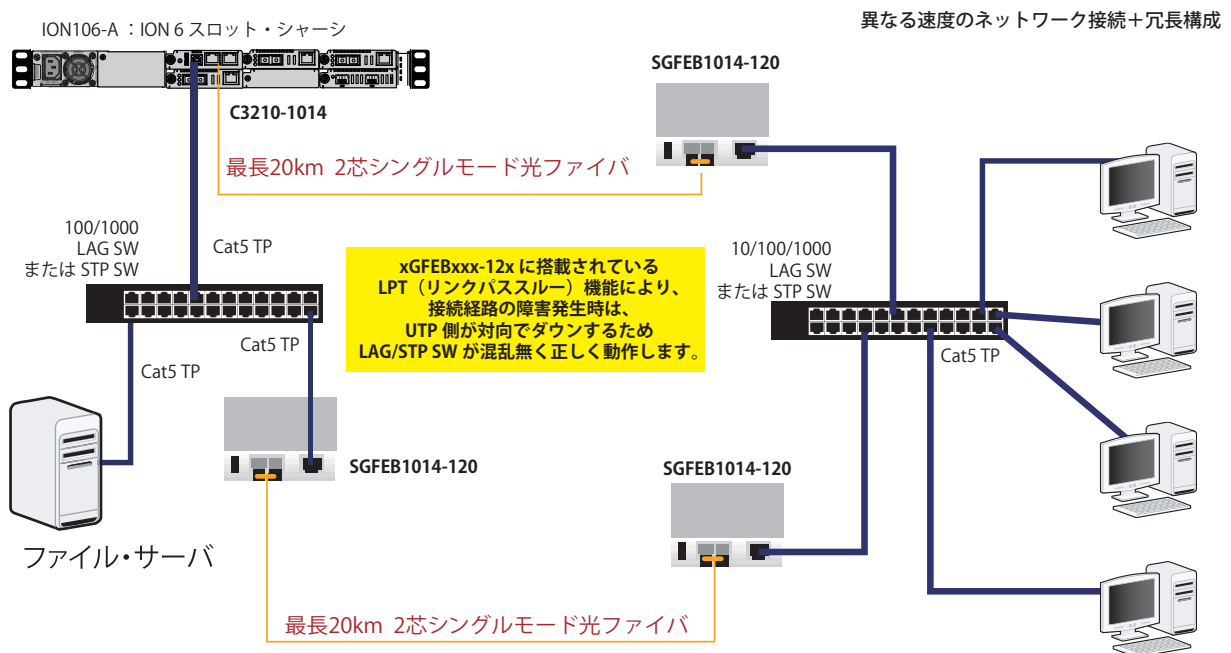 異なる速度のネットワーク接続＋冗長構成
ION106-A ：ION 6 スロット・シャーシ
SGFEB1014-120
C3210-1014
最長20km 2芯シングルモード光ファイバ
100/1000
LAG SW
または STP SW
Cat5 TP
xGFEBxxx-12x に搭載されている
LPT（リンクパススルー）機能により、
接続経路の障害発生時は、
UTP 側が対向でダウンするため
LAG/STP SW が混乱無く正しく動作します。
10/100/1000
LAG SW
または STP SW
Cat5 TP
Cat5 TP
Cat5 TP
SGFEB1014-120
SGFEB1014-120
ファイル・サーバ
最長20km 2芯シングルモード光ファイバ